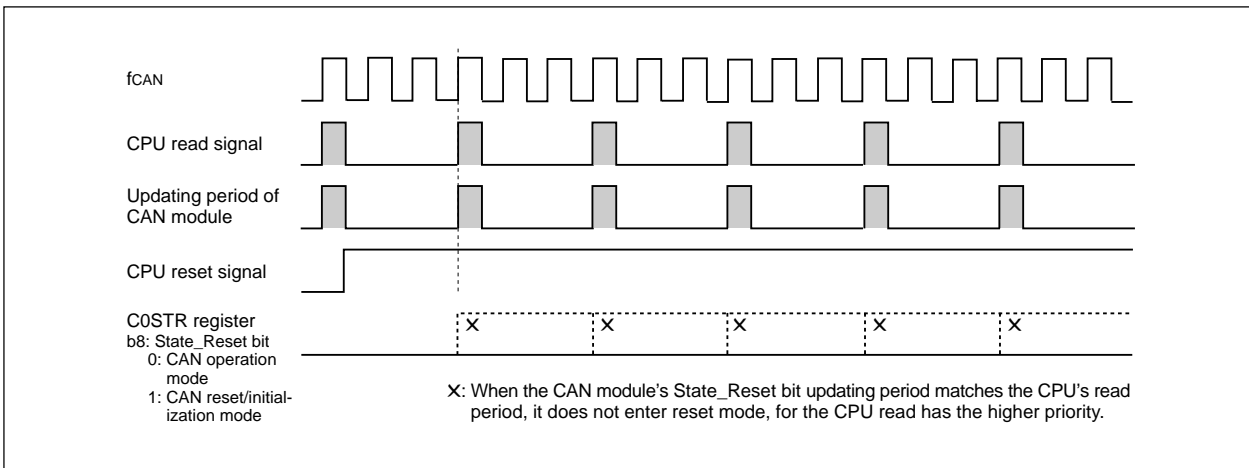 fCAN
CPU read signal
Updating period of
CAN module
CPU reset signal
C0STR register
b8: State_Reset bit
0: CAN operation
mode
1: CAN reset/initial-
ization mode
✕: When the CAN module's State_Reset bit updating period matches the CPU's read
period, it does not enter reset mode, for the CPU read has the higher priority.